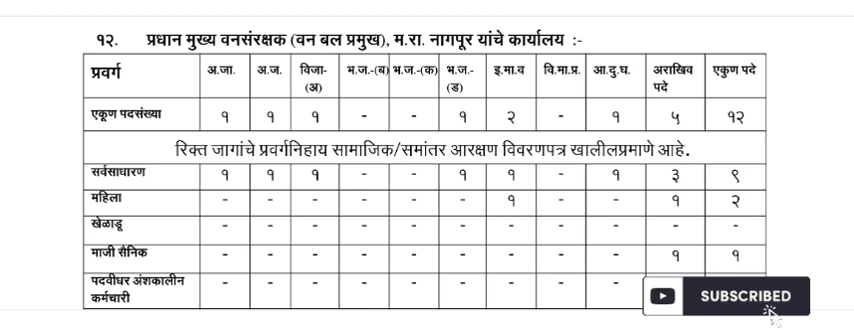 १२. प्रधान मुख्य वनसंरक्षक (वन बल प्रमुख), म.रा. नागपूर यांचे कार्यालय :-
प्रवर्ग अ.जा. अ.ज. विजा-(अ) भ.ज.-(ब) भ.ज.-(क) भ.ज.-(ड) इ.मा.व वि.मा.प्र. आ.दु.घ. अराखिव पदे एकुण पदे
एकूण पदसंख्या १ १ १ - - १ २ - १ ५ १२
रिक्त जागांचे प्रवर्गनिहाय सामाजिक/समांतर आरक्षण विवरणपत्र खालीलप्रमाणे आहे.
सर्वसाधारण १ १ १ - - १ १ - १ ३ ९
महिला - - - - - - १ - - १ २
खेळाडू - - - - - - - - - - -
माजी सैनिक - - - - - - - - - १ १
पदवीधर अंशकालीन कर्मचारी - - - - - - - - -
SUBSCRIBED